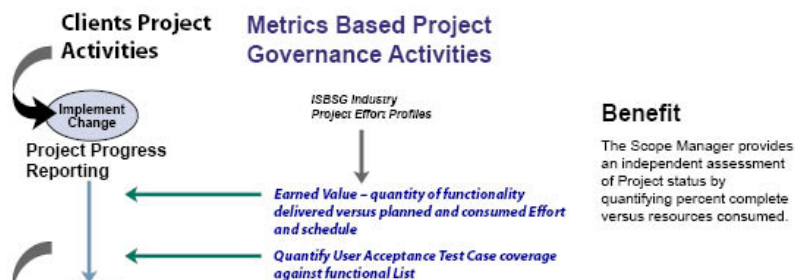 Clients Project
Activities
Metrics Based Project
Governance Activities
Implement
Change
Project Progress
Reporting
ISBSG Industry
Project Effort Profiles
Earned Value – quantity of functionality
delivered versus planned and consumed Effort
and schedule
Quantify User Acceptance Test Case coverage
against functional List
Benefit
The Scope Manager provides
an independent assessment
of Project status by
quantifying percent complete
versus resources consumed.